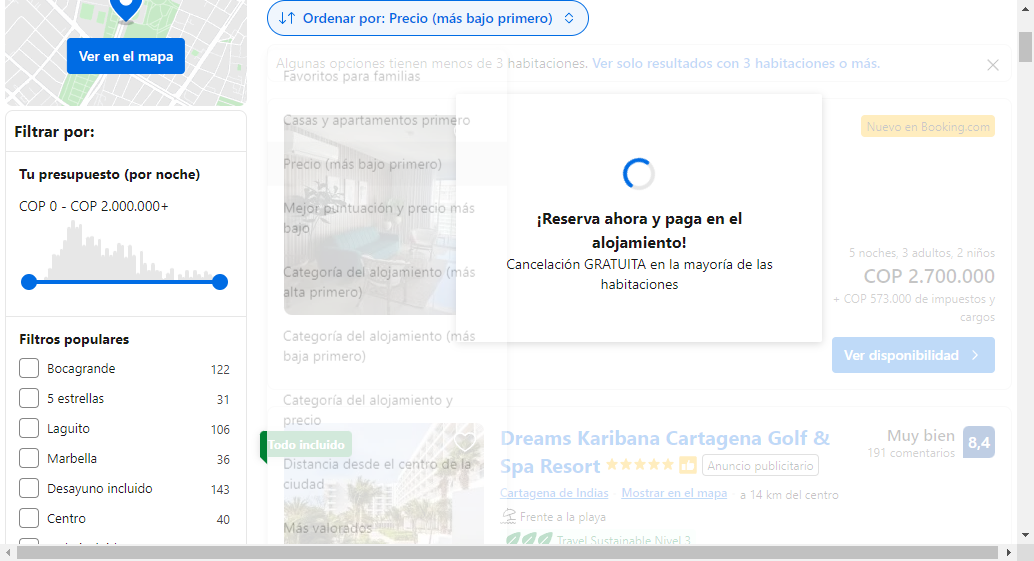 Ordenar por: Precio (más bajo primero)
Ver en el mapa
Algunas opciones tienen menos de 3 habitaciones. Ver solo resultados con 3 habitaciones o más.
Favoritos para familias
Casas y apartamentos primero
Precio (más bajo primero)
Mejor puntuación y precio más
bajo
Categoría del alojamiento (más
alta primero)
Categoría del alojamiento (más
baja primero)
Categoría del alojamiento y
precio
Distancia desde el centro de la
ciudad
Más valorados
Filtrar por:
Tu presupuesto (por noche)
COP 0 - COP 2.000.000+
Filtros populares
Bocagrande 122
5 estrellas 31
Laguito 106
Marbella 36
Desayuno incluido 143
Centro 40
¡Reserva ahora y paga en el
alojamiento!
Cancelación GRATUITA en la mayoría de las
habitaciones
Nuevo en Booking.com
5 noches, 3 adultos, 2 niños
COP 2.700.000
+ COP 573.000 de impuestos y
cargos
Ver disponibilidad
Todo incluido
Dreams Karibana Cartagena Golf &
Spa Resort Anuncio publicitario
Muy bien 8,4
191 comentarios
Cartagena de Indias · Mostrar en el mapa a 14 km del centro
Frente a la playa
Travel Sustainable Nivel 3